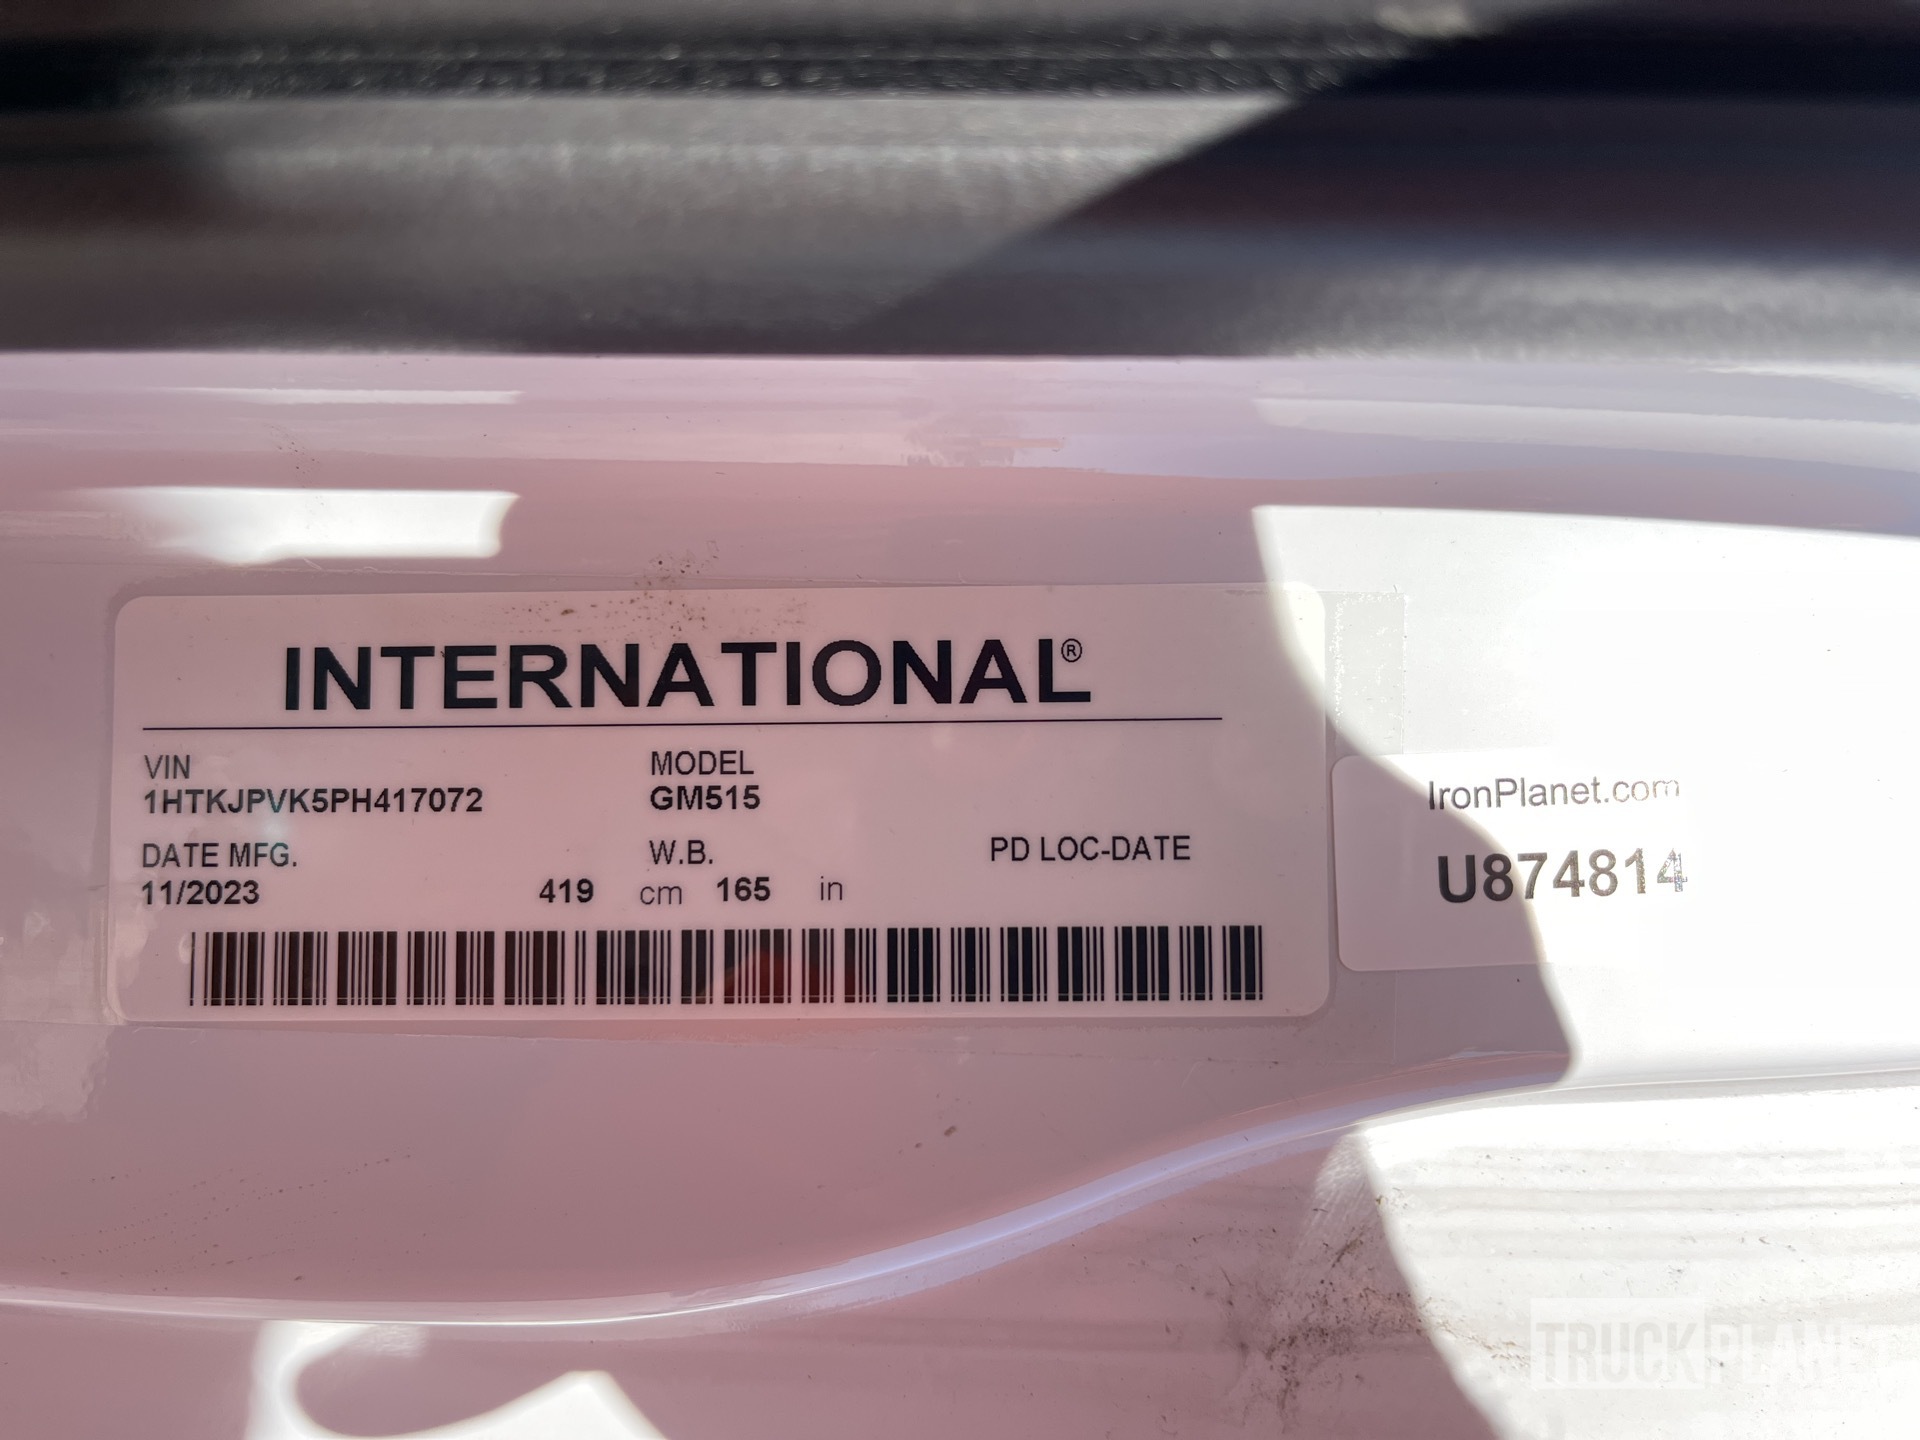 INTERNATIONAL®
VIN
1HTKJPVK5PH417072
MODEL
GM515
DATE MFG.
11/2023
W.B.
419 cm 165 in
PD LOC-DATE
IronPlanet.com
U874814
TRUCKPLANET